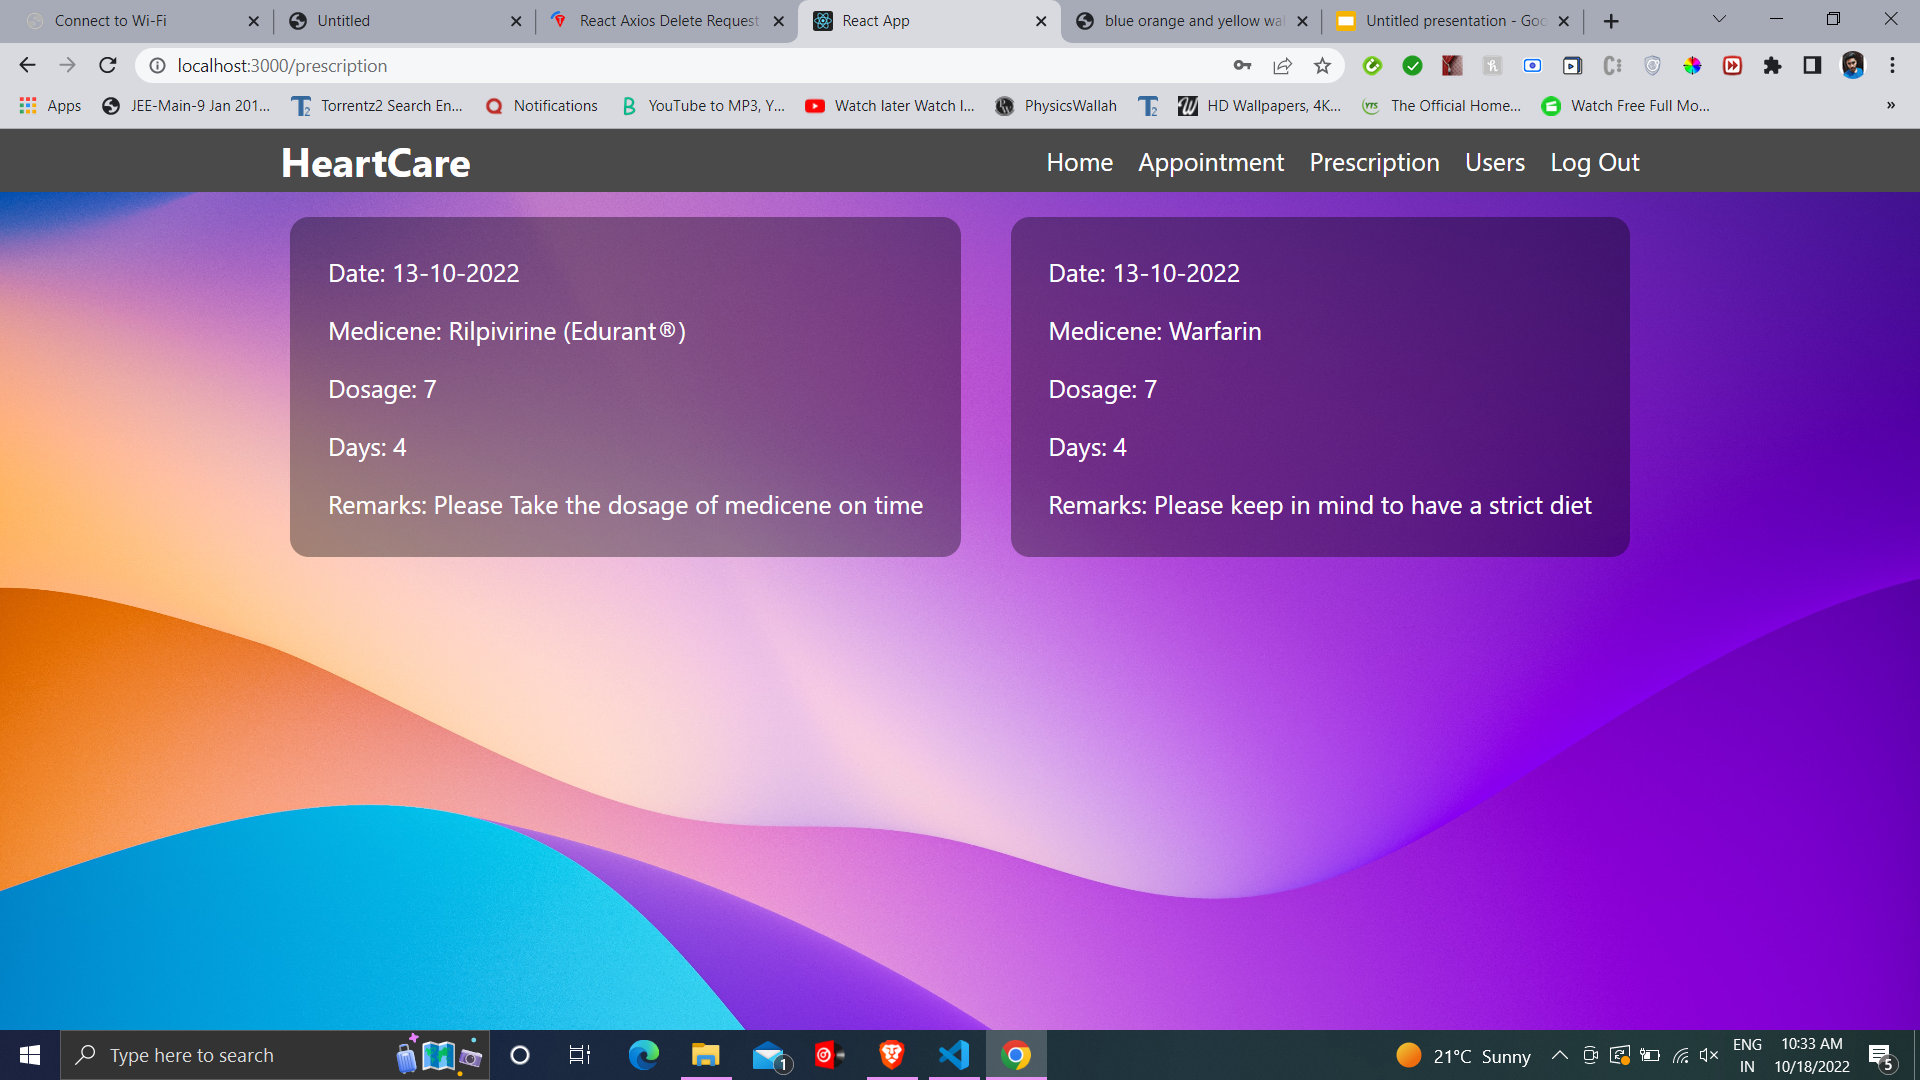 Connect to Wi-Fi
Untitled
React Axios Delete Request
React App
blue orange and yellow wal
Untitled presentation - Goo
localhost:3000/prescription
Apps
JEE-Main-9 Jan 201...
Torrentz2 Search En...
Notifications
YouTube to MP3, Y...
Watch later Watch l...
PhysicsWallah
HD Wallpapers, 4K...
The Official Home...
Watch Free Full Mo...
»
HeartCare
Home
Appointment
Prescription
Users
Log Out
Date: 13-10-2022
Medicene: Rilpivirine (Edurant®)
Dosage: 7
Days: 4
Remarks: Please Take the dosage of medicene on time
Date: 13-10-2022
Medicene: Warfarin
Dosage: 7
Days: 4
Remarks: Please keep in mind to have a strict diet
Type here to search
1
21°C Sunny
ENG
IN
10:33 AM
10/18/2022
5